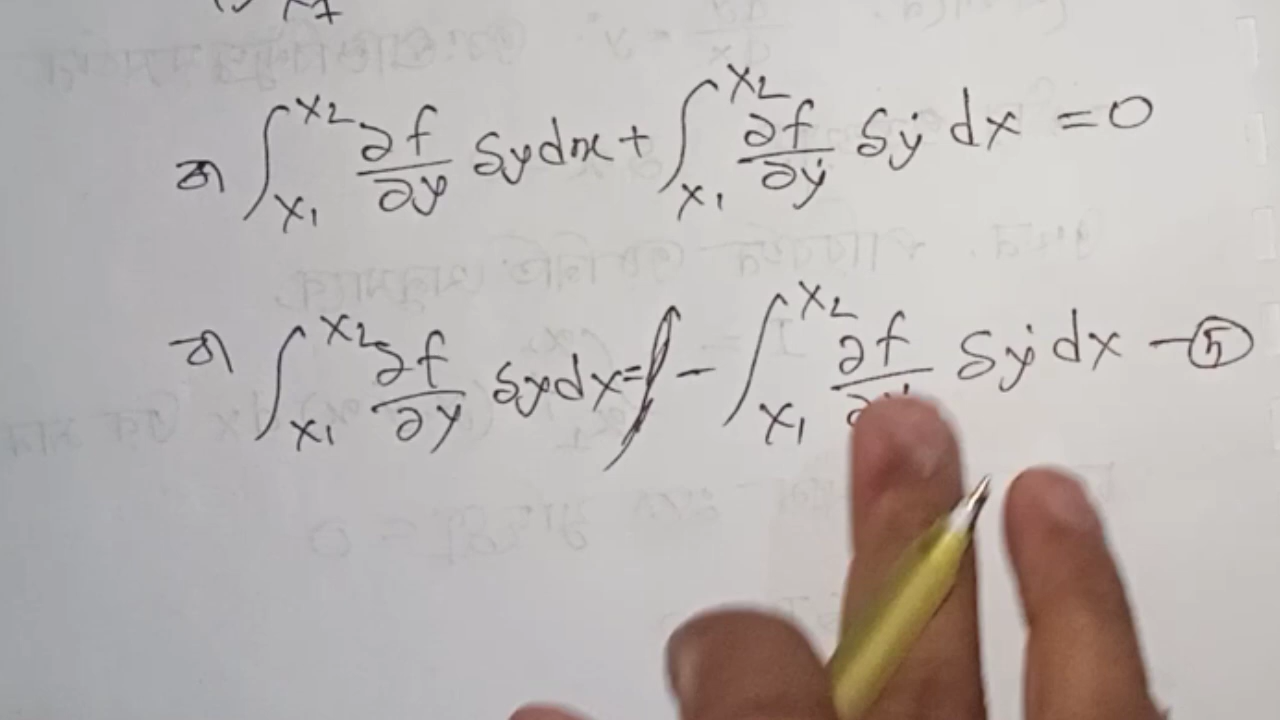 বা ∫_{x₁}^{x₂} ∂f/∂y δy dx + ∫_{x₁}^{x₂} ∂f/∂ẏ δẏ dx = 0
বা ∫_{x₁}^{x₂} ∂f/∂y δy dx = - ∫_{x₁}^{x₂} ∂f/∂ẏ δẏ dx — ⑤